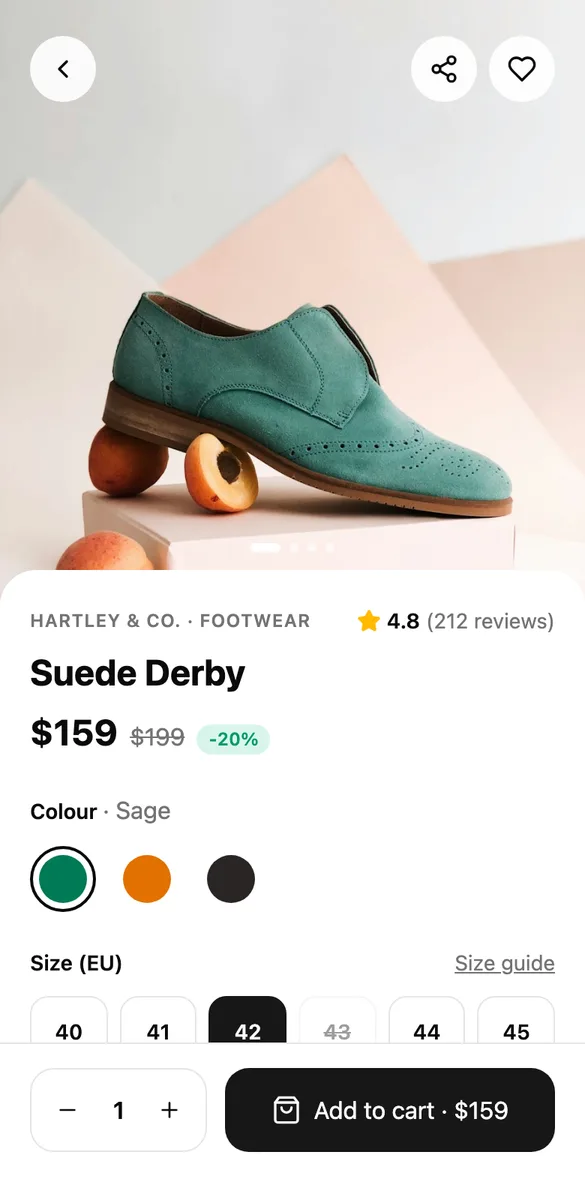 HARTLEY & CO. · FOOTWEAR
4.8 (212 reviews)
Suede Derby
$159 $199 -20%
Colour · Sage
Size (EU)
Size guide
40 41 42 43 44 45
1
Add to cart · $159